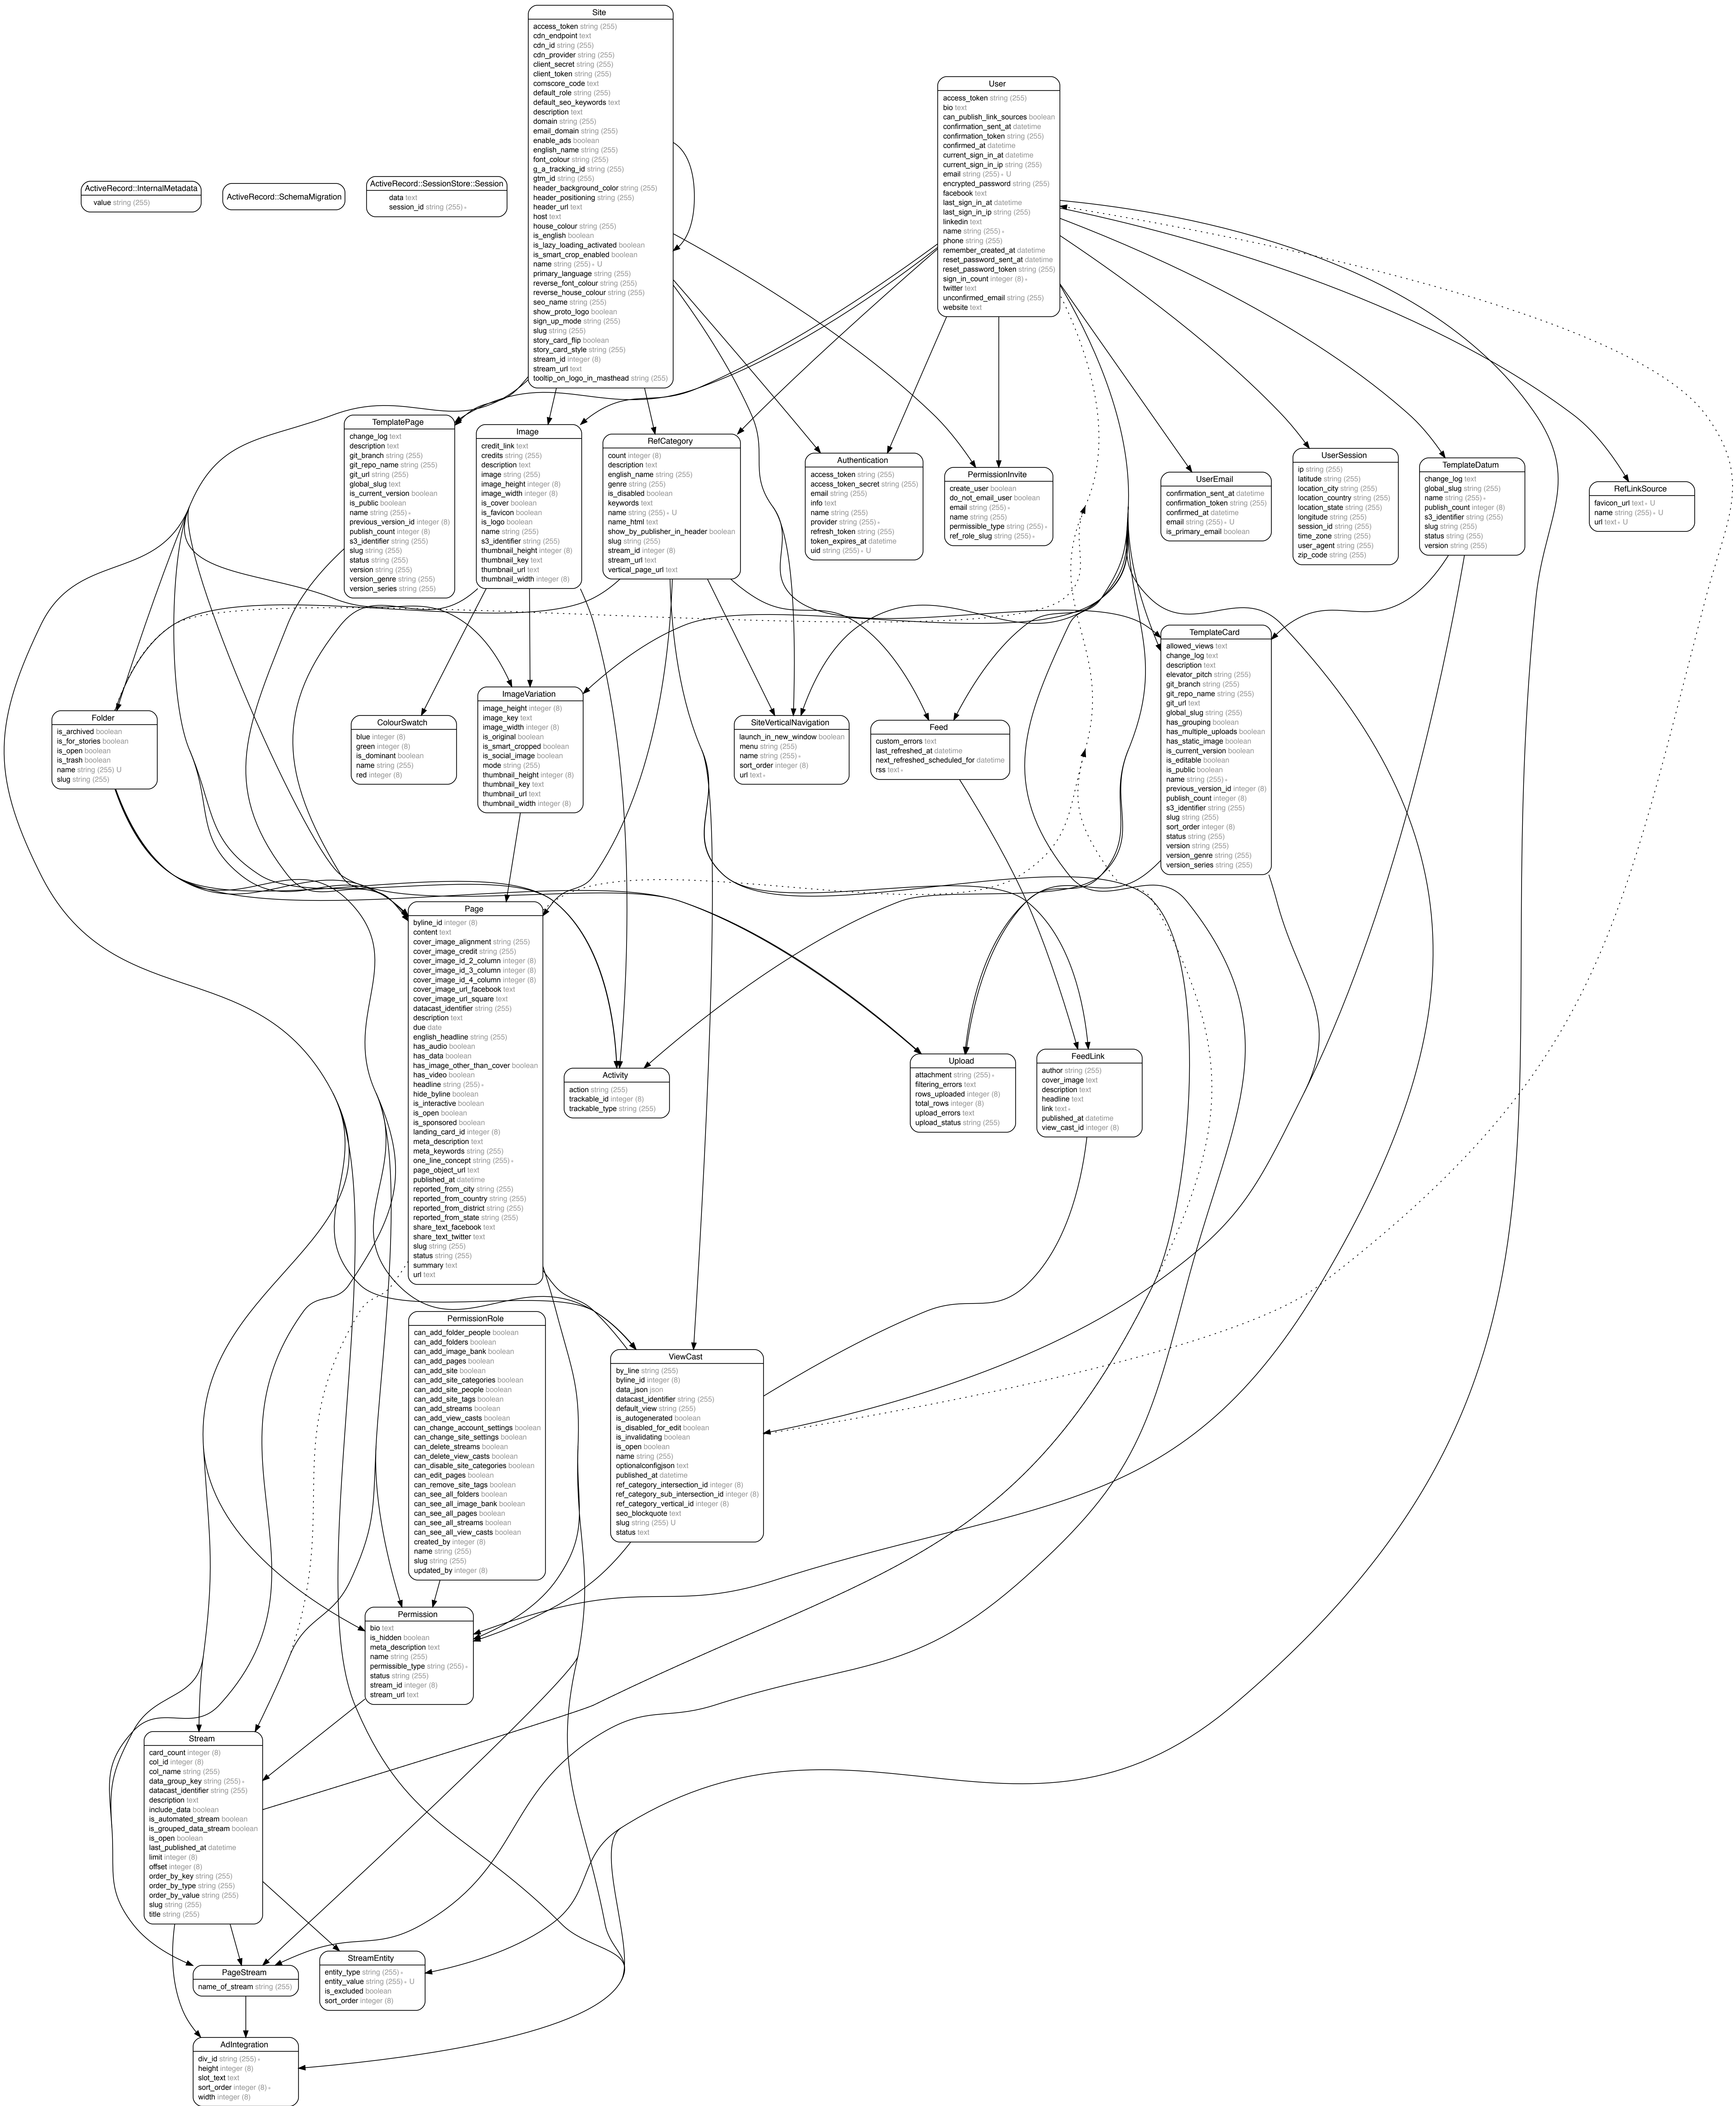 Site
access_token string (255)
cdn_endpoint text
cdn_id string (255)
cdn_provider string (255)
client_secret string (255)
client_token string (255)
comscore_code text
default_role string (255)
default_seo_keywords text
description text
domain string (255)
email_domain string (255)
enable_ads boolean
english_name string (255)
font_colour string (255)
g_a_tracking_id string (255)
gtm_id string (255)
header_background_color string (255)
header_positioning string (255)
header_url text
host text
house_colour string (255)
is_english boolean
is_lazy_loading_activated boolean
is_smart_crop_enabled boolean
name string (255) ∗ U
primary_language string (255)
reverse_font_colour string (255)
reverse_house_colour string (255)
seo_name string (255)
show_proto_logo boolean
sign_up_mode string (255)
slug string (255)
story_card_flip boolean
story_card_style string (255)
stream_id integer (8)
stream_url text
tooltip_on_logo_in_masthead string (255)
User
access_token string (255)
bio text
can_publish_link_sources boolean
confirmation_sent_at datetime
confirmation_token string (255)
confirmed_at datetime
current_sign_in_at datetime
current_sign_in_ip string (255)
email string (255) ∗ U
encrypted_password string (255)
facebook text
last_sign_in_at datetime
last_sign_in_ip string (255)
linkedin text
name string (255) ∗
phone string (255)
remember_created_at datetime
reset_password_sent_at datetime
reset_password_token string (255)
sign_in_count integer (8) ∗
twitter text
unconfirmed_email string (255)
website text
ActiveRecord::InternalMetadata
value string (255)
ActiveRecord::SchemaMigration
ActiveRecord::SessionStore::Session
data text
session_id string (255) ∗
TemplatePage
change_log text
description text
git_branch string (255)
git_repo_name string (255)
git_url string (255)
global_slug text
is_current_version boolean
is_public boolean
name string (255) ∗
previous_version_id integer (8)
publish_count integer (8)
s3_identifier string (255)
slug string (255)
status string (255)
version string (255)
version_genre string (255)
version_series string (255)
Image
credit_link text
credits string (255)
description text
image string (255)
image_height integer (8)
image_width integer (8)
is_cover boolean
is_favicon boolean
is_logo boolean
name string (255)
s3_identifier string (255)
thumbnail_height integer (8)
thumbnail_key text
thumbnail_url text
thumbnail_width integer (8)
RefCategory
count integer (8)
description text
english_name string (255)
genre string (255)
is_disabled boolean
keywords text
name string (255) ∗ U
name_html text
show_by_publisher_in_header boolean
slug string (255)
stream_id integer (8)
stream_url text
vertical_page_url text
Authentication
access_token string (255)
access_token_secret string (255)
email string (255)
info text
name string (255)
provider string (255) ∗
refresh_token string (255)
token_expires_at datetime
uid string (255) ∗ U
PermissionInvite
create_user boolean
do_not_email_user boolean
email string (255) ∗
name string (255)
permissible_type string (255) ∗
ref_role_slug string (255) ∗
UserEmail
confirmation_sent_at datetime
confirmation_token string (255)
confirmed_at datetime
email string (255) ∗ U
is_primary_email boolean
UserSession
ip string (255)
latitude string (255)
location_city string (255)
location_country string (255)
location_state string (255)
longitude string (255)
session_id string (255)
time_zone string (255)
user_agent string (255)
zip_code string (255)
TemplateDatum
change_log text
global_slug string (255)
name string (255) ∗
publish_count integer (8)
s3_identifier string (255)
slug string (255)
status string (255)
version string (255)
RefLinkSource
favicon_url text ∗ U
name string (255) ∗ U
url text ∗ U
Folder
is_archived boolean
is_for_stories boolean
is_open boolean
is_trash boolean
name string (255) U
slug string (255)
ColourSwatch
blue integer (8)
green integer (8)
is_dominant boolean
name string (255)
red integer (8)
ImageVariation
image_height integer (8)
image_key text
image_width integer (8)
is_original boolean
is_smart_cropped boolean
is_social_image boolean
mode string (255)
thumbnail_height integer (8)
thumbnail_key text
thumbnail_url text
thumbnail_width integer (8)
SiteVerticalNavigation
launch_in_new_window boolean
menu string (255)
name string (255) ∗
sort_order integer (8)
url text ∗
Feed
custom_errors text
last_refreshed_at datetime
next_refreshed_scheduled_for datetime
rss text ∗
TemplateCard
allowed_views text
change_log text
description text
elevator_pitch string (255)
git_branch string (255)
git_repo_name string (255)
git_url text
global_slug string (255)
has_grouping boolean
has_multiple_uploads boolean
has_static_image boolean
is_current_version boolean
is_editable boolean
is_public boolean
name string (255) ∗
previous_version_id integer (8)
publish_count integer (8)
s3_identifier string (255)
slug string (255)
sort_order integer (8)
status string (255)
version string (255)
version_genre string (255)
version_series string (255)
Page
byline_id integer (8)
content text
cover_image_alignment string (255)
cover_image_credit string (255)
cover_image_id_2_column integer (8)
cover_image_id_3_column integer (8)
cover_image_id_4_column integer (8)
cover_image_url_facebook text
cover_image_url_square text
datacast_identifier string (255)
description text
due date
english_headline string (255)
has_audio boolean
has_data boolean
has_image_other_than_cover boolean
has_video boolean
headline string (255) ∗
hide_byline boolean
is_interactive boolean
is_open boolean
is_sponsored boolean
landing_card_id integer (8)
meta_description text
meta_keywords string (255)
one_line_concept string (255) ∗
page_object_url text
published_at datetime
reported_from_city string (255)
reported_from_country string (255)
reported_from_district string (255)
reported_from_state string (255)
share_text_facebook text
share_text_twitter text
slug string (255)
status string (255)
summary text
url text
Activity
action string (255)
trackable_id integer (8)
trackable_type string (255)
Upload
attachment string (255) ∗
filtering_errors text
rows_uploaded integer (8)
total_rows integer (8)
upload_errors text
upload_status string (255)
FeedLink
author string (255)
cover_image text
description text
headline text
link text ∗
published_at datetime
view_cast_id integer (8)
PermissionRole
can_add_folder_people boolean
can_add_folders boolean
can_add_image_bank boolean
can_add_pages boolean
can_add_site boolean
can_add_site_categories boolean
can_add_site_people boolean
can_add_site_tags boolean
can_add_streams boolean
can_add_view_casts boolean
can_change_account_settings boolean
can_change_site_settings boolean
can_delete_streams boolean
can_delete_view_casts boolean
can_disable_site_categories boolean
can_edit_pages boolean
can_remove_site_tags boolean
can_see_all_folders boolean
can_see_all_image_bank boolean
can_see_all_pages boolean
can_see_all_streams boolean
can_see_all_view_casts boolean
created_by integer (8)
name string (255)
slug string (255)
updated_by integer (8)
ViewCast
by_line string (255)
byline_id integer (8)
data_json json
datacast_identifier string (255)
default_view string (255)
is_autogenerated boolean
is_disabled_for_edit boolean
is_invalidating boolean
is_open boolean
name string (255)
optionalconfigjson text
published_at datetime
ref_category_intersection_id integer (8)
ref_category_sub_intersection_id integer (8)
ref_category_vertical_id integer (8)
seo_blockquote text
slug string (255) U
status text
Permission
bio text
is_hidden boolean
meta_description text
name string (255)
permissible_type string (255) ∗
status string (255)
stream_id integer (8)
stream_url text
Stream
card_count integer (8)
col_id integer (8)
col_name string (255)
data_group_key string (255) ∗
datacast_identifier string (255)
description text
include_data boolean
is_automated_stream boolean
is_grouped_data_stream boolean
is_open boolean
last_published_at datetime
limit integer (8)
offset integer (8)
order_by_key string (255)
order_by_type string (255)
order_by_value string (255)
slug string (255)
title string (255)
PageStream
name_of_stream string (255)
StreamEntity
entity_type string (255) ∗
entity_value string (255) ∗ U
is_excluded boolean
sort_order integer (8)
AdIntegration
div_id string (255) ∗
height integer (8)
slot_text text
sort_order integer (8) ∗
width integer (8)